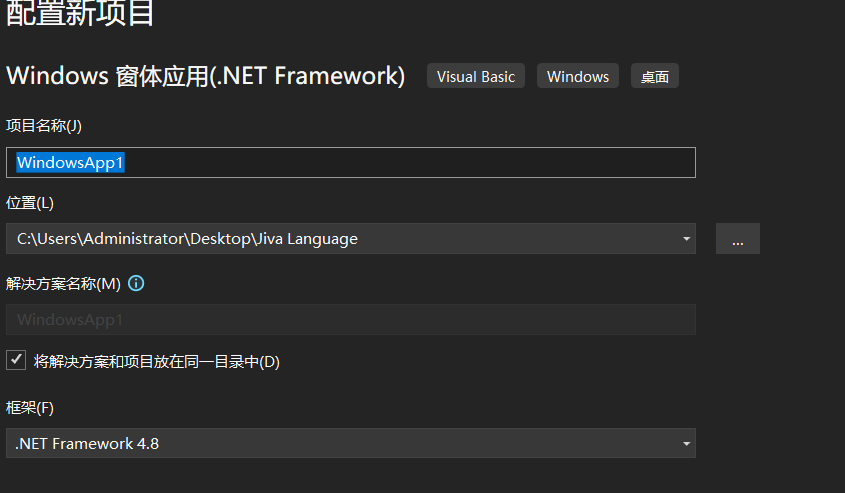 配置新项目
Windows 窗体应用(.NET Framework) Visual Basic Windows 桌面
项目名称(J)
WindowsApp1
位置(L)
C:\Users\Administrator\Desktop\Jiva Language ...
解决方案名称(M)
WindowsApp1
将解决方案和项目放在同一目录中(D)
框架(F)
.NET Framework 4.8